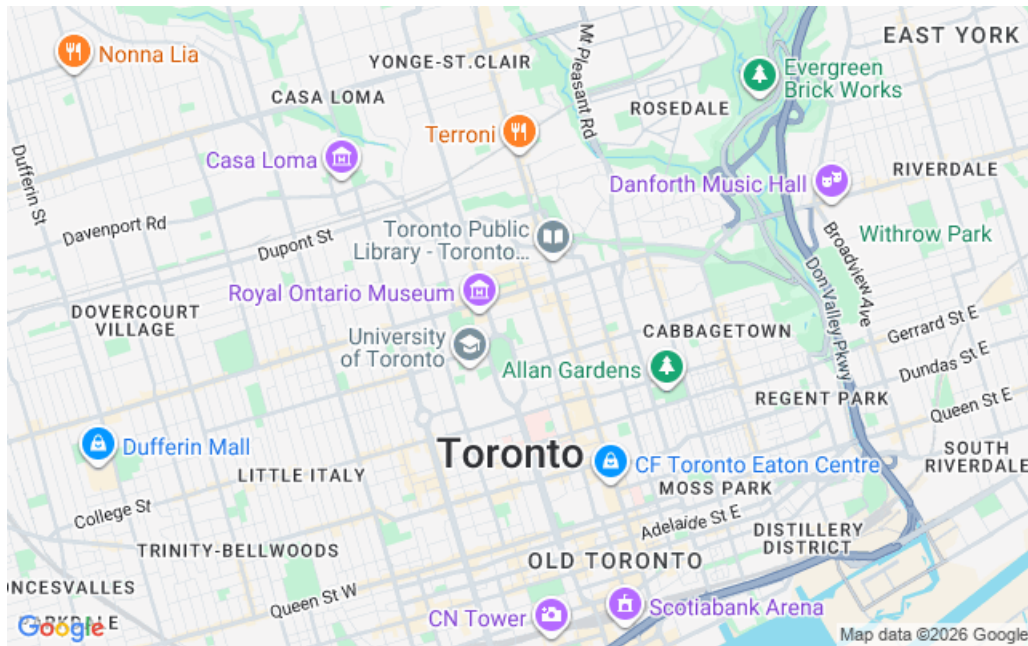 EAST YORK
Nonna Lia
YONGE-ST.CLAIR
Mt Pleasant Rd
Evergreen
Brick Works
CASA LOMA
ROSEDALE
Terroni
Casa Loma
Danforth Music Hall
RIVERDALE
Dufferin St
Davenport Rd
Dupont St
Toronto Public
Library - Toronto...
Withrow Park
Broadview Ave
Don Valley Pkwy
Royal Ontario Museum
DOVERCOURT
VILLAGE
University
of Toronto
CABBAGETOWN
Gerrard St E
Allan Gardens
Dundas St E
REGENT PARK
Queen St E
Dufferin Mall
Toronto
CF Toronto Eaton Centre
SOUTH
RIVERDALE
LITTLE ITALY
MOSS PARK
College St
Adelaide St E
DISTILLERY
DISTRICT
TRINITY-BELLWOODS
OLD TORONTO
ONCESVALLES
Queen St W
CN Tower
Scotiabank Arena
PARKDALE
Google
Map data ©2026 Google